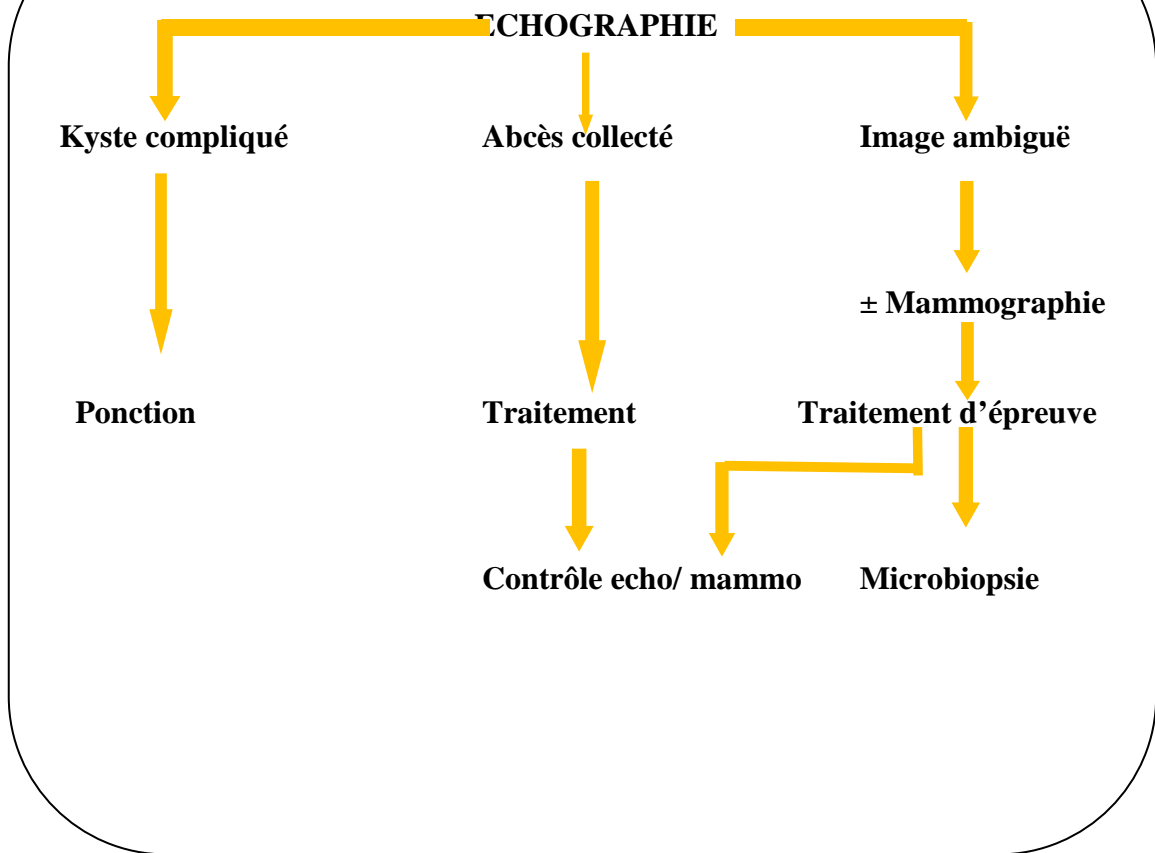 ECHOGRAPHIE
Kyste compliqué Abcès collecté Image ambiguë
± Mammographie
Ponction Traitement Traitement d’épreuve
Contrôle echo/ mammo Microbiopsie